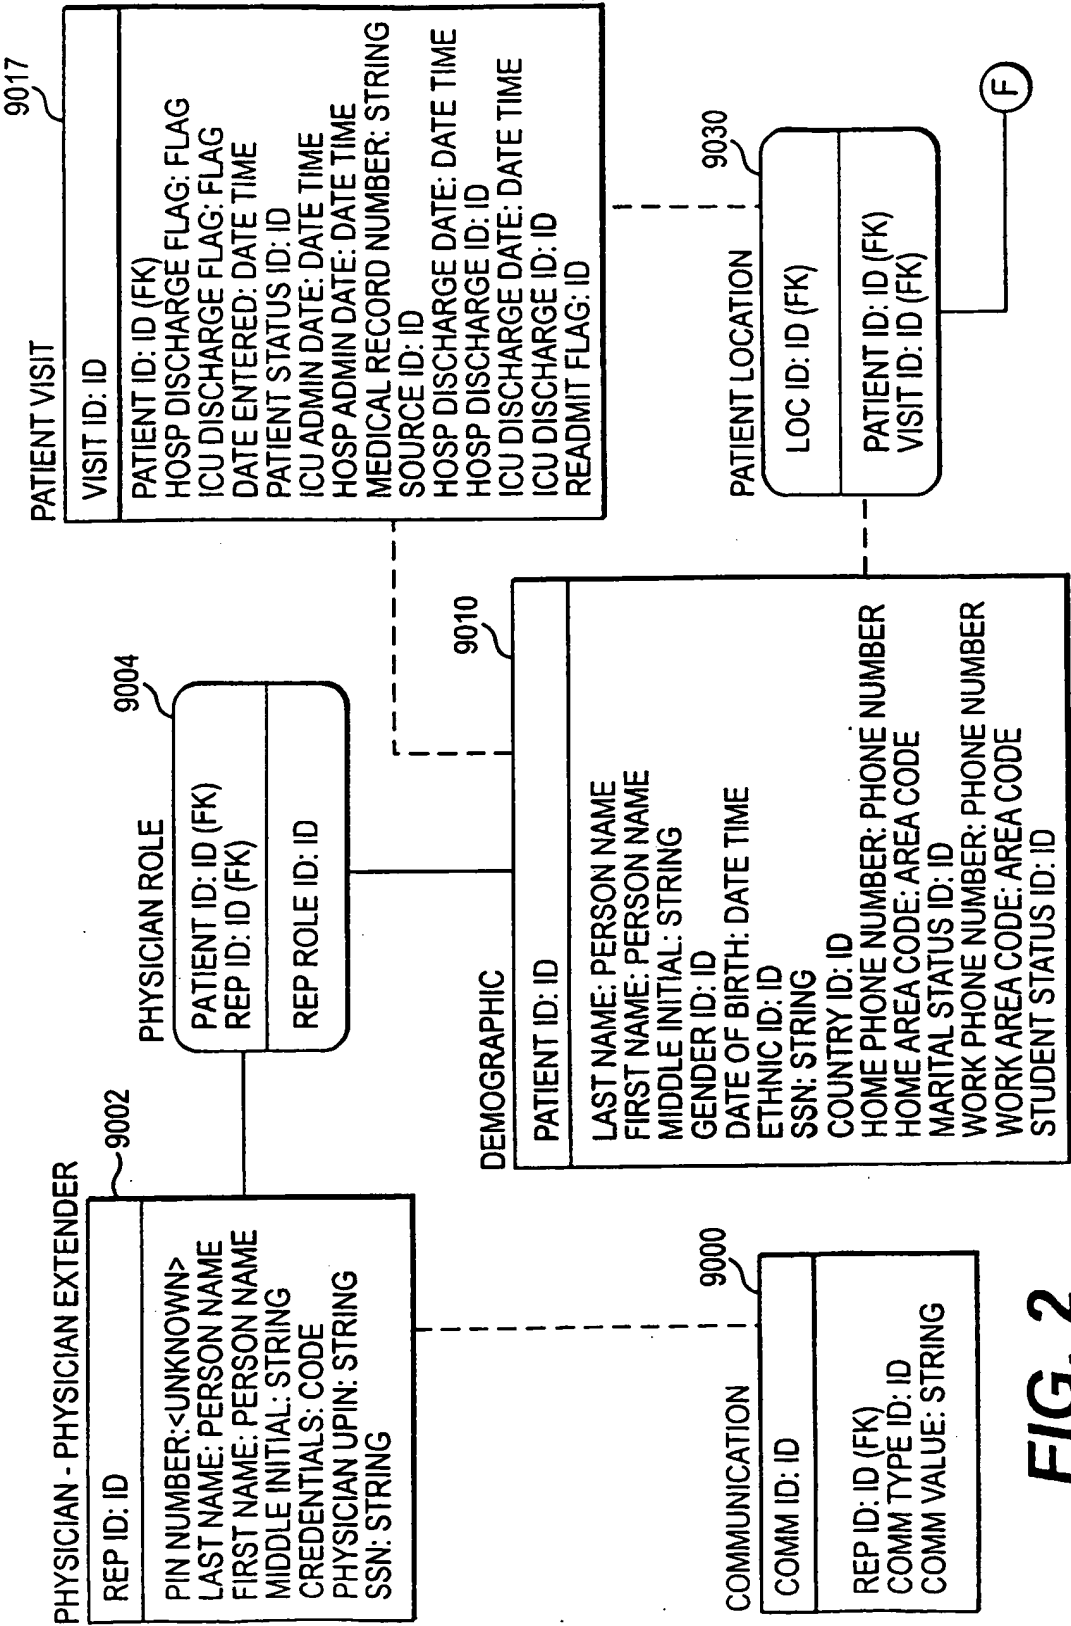 PHYSICIAN - PHYSICIAN EXTENDER
9002
REP ID: ID
PIN NUMBER:<UNKNOWN>
LAST NAME: PERSON NAME
FIRST NAME: PERSON NAME
MIDDLE INITIAL: STRING
CREDENTIALS: CODE
PHYSICIAN UPIN: STRING
SSN: STRING
PHYSICIAN ROLE
9004
PATIENT ID: ID (FK)
REP ID: ID (FK)
REP ROLE ID: ID
PATIENT VISIT
9017
VISIT ID: ID
PATIENT ID: ID (FK)
HOSP DISCHARGE FLAG: FLAG
ICU DISCHARGE FLAG: FLAG
DATE ENTERED: DATE TIME
PATIENT STATUS ID: ID
ICU ADMIN DATE: DATE TIME
HOSP ADMIN DATE: DATE TIME
MEDICAL RECORD NUMBER: STRING
SOURCE ID: ID
HOSP DISCHARGE DATE: DATE TIME
HOSP DISCHARGE ID: ID
ICU DISCHARGE DATE: DATE TIME
ICU DISCHARGE ID: ID
READMIT FLAG: ID
COMMUNICATION
9000
COMM ID: ID
REP ID: ID (FK)
COMM TYPE ID: ID
COMM VALUE: STRING
DEMOGRAPHIC
9010
PATIENT ID: ID
LAST NAME: PERSON NAME
FIRST NAME: PERSON NAME
MIDDLE INITIAL: STRING
GENDER ID: ID
DATE OF BIRTH: DATE TIME
ETHNIC ID: ID
SSN: STRING
COUNTRY ID: ID
HOME PHONE NUMBER: PHONE NUMBER
HOME AREA CODE: AREA CODE
MARITAL STATUS ID: ID
WORK PHONE NUMBER: PHONE NUMBER
WORK AREA CODE: AREA CODE
STUDENT STATUS ID: ID
PATIENT LOCATION
9030
LOC ID: ID (FK)
PATIENT ID: ID (FK)
VISIT ID: ID (FK)
F
FIG. 2